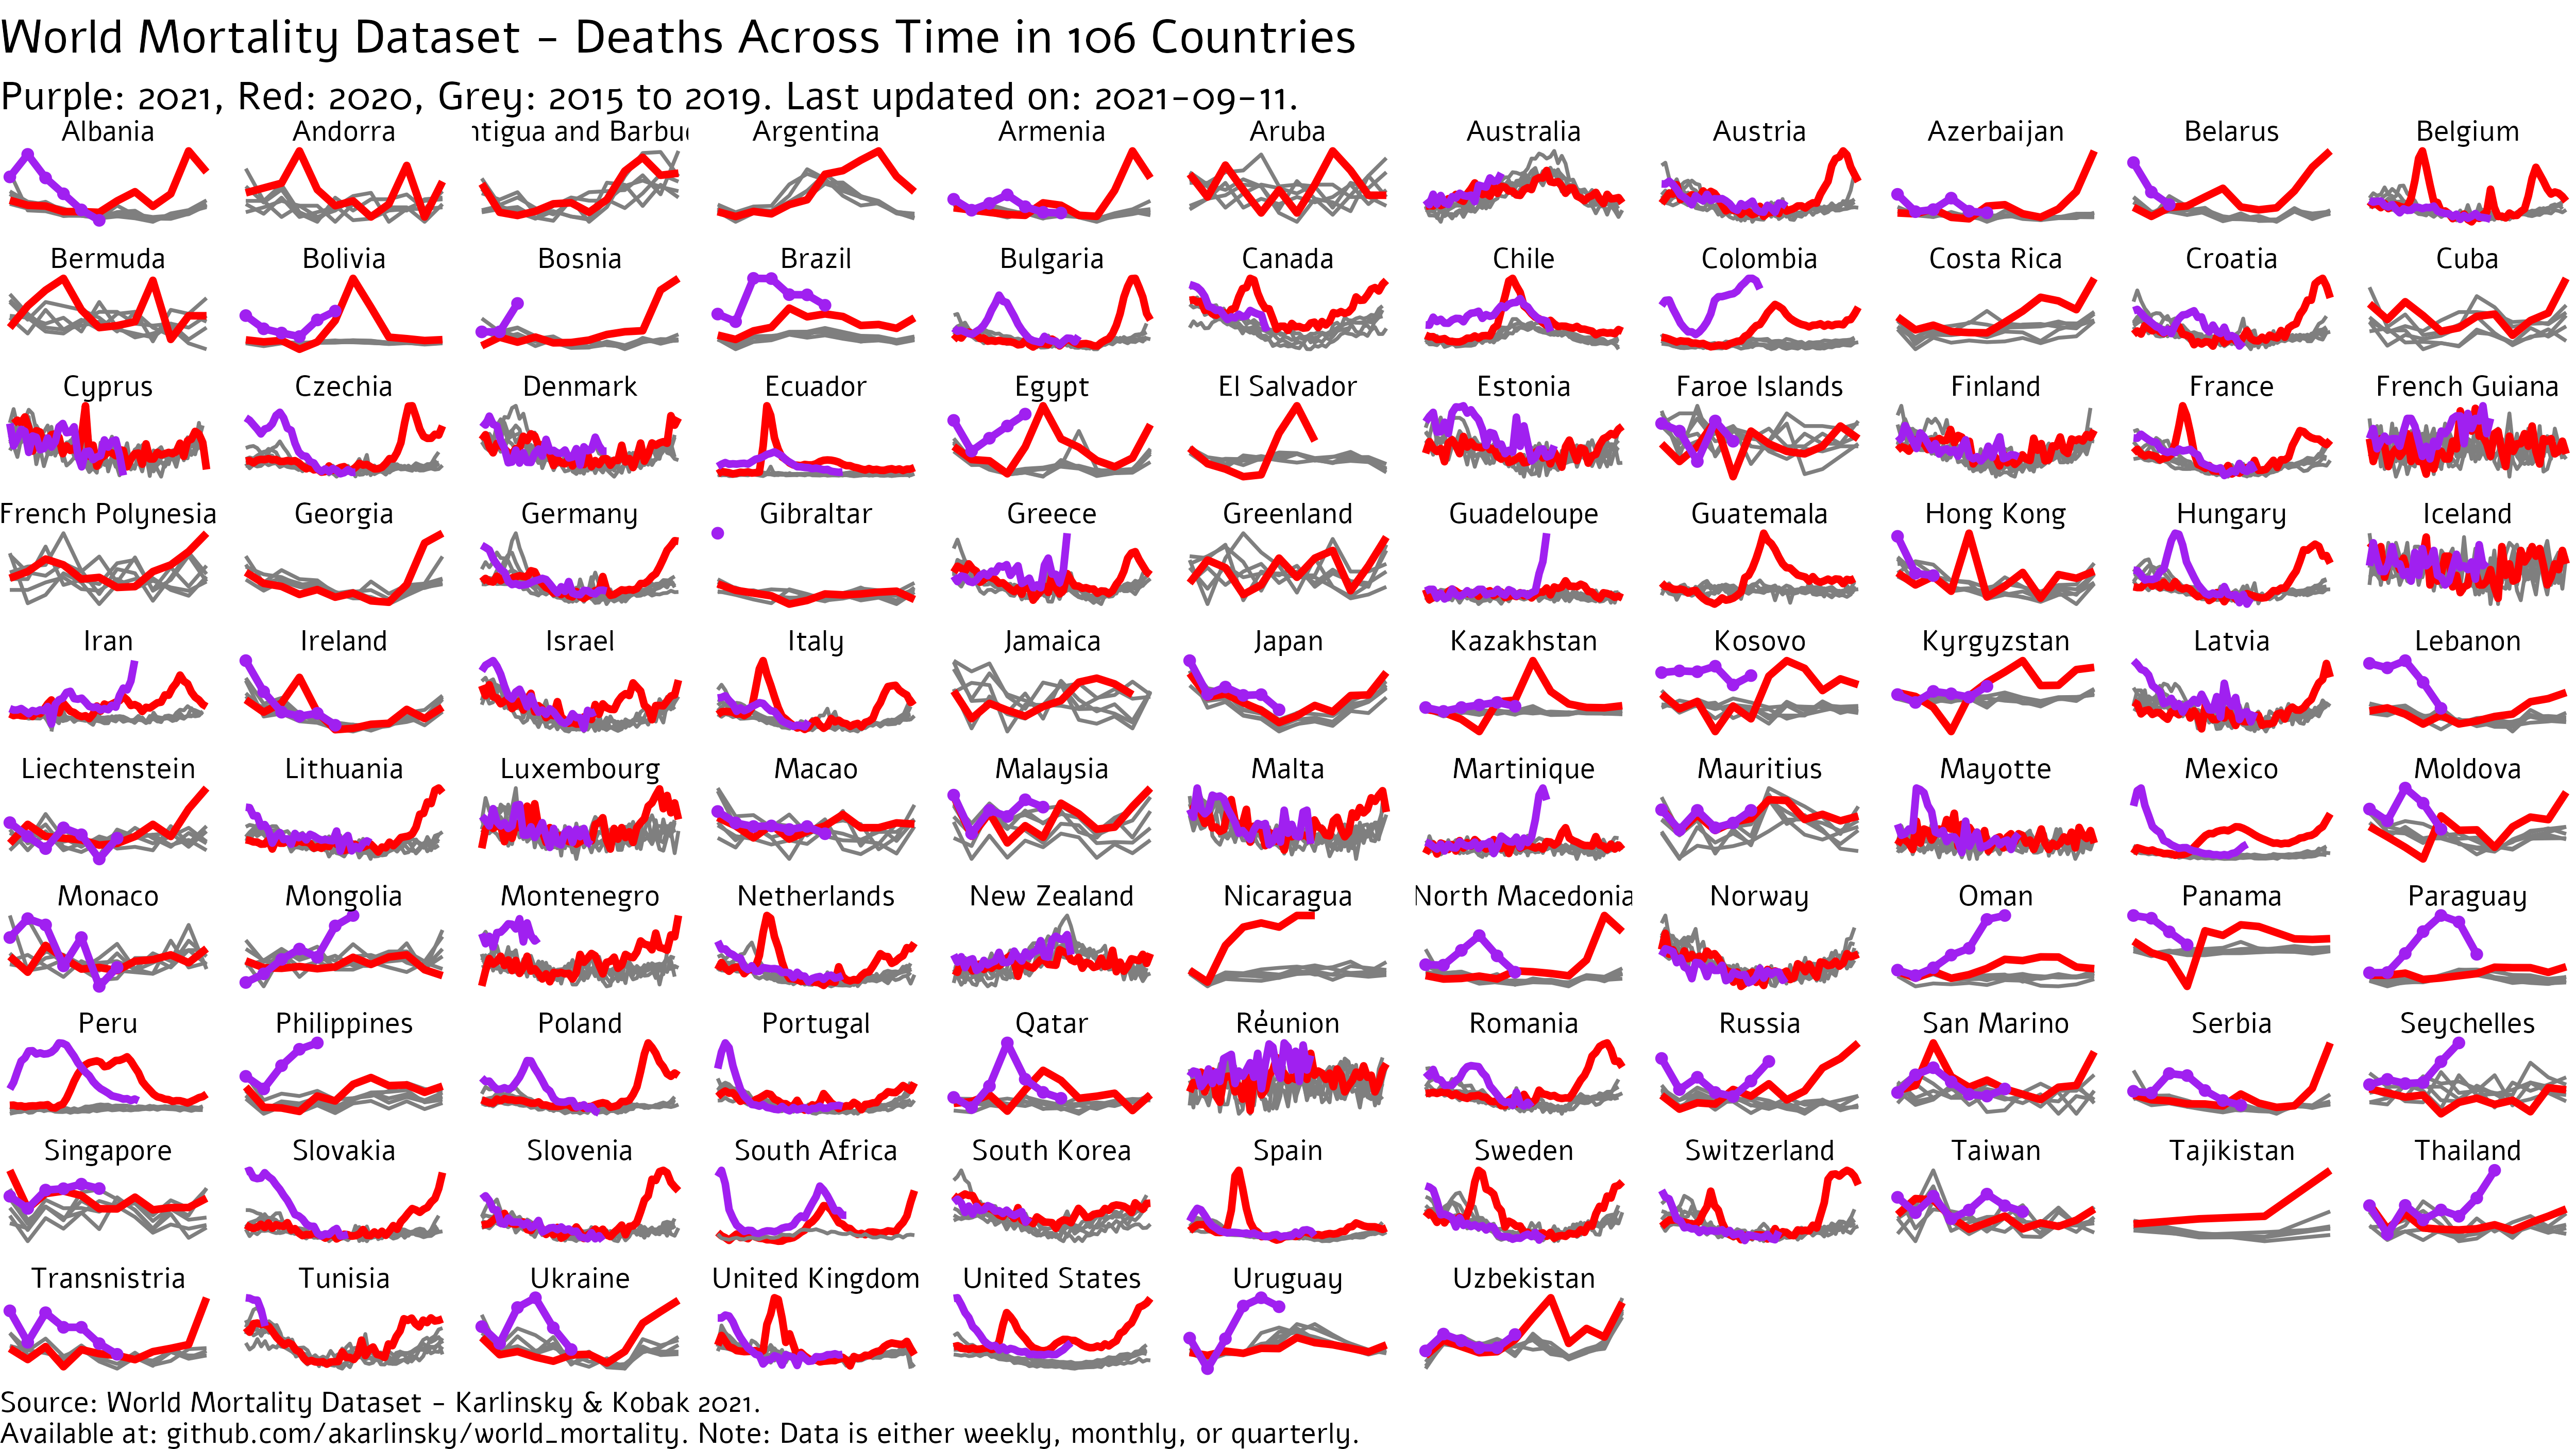 World Mortality Dataset - Deaths Across Time in 106 Countries
Purple: 2021, Red: 2020, Grey: 2015 to 2019. Last updated on: 2021-09-11.
Albania Andorra ntigua and Barbu Argentina Armenia Aruba Australia Austria Azerbaijan Belarus Belgium
Bermuda Bolivia Bosnia Brazil Bulgaria Canada Chile Colombia Costa Rica Croatia Cuba
Cyprus Czechia Denmark Ecuador Egypt El Salvador Estonia Faroe Islands Finland France French Guiana
French Polynesia Georgia Germany Gibraltar Greece Greenland Guadeloupe Guatemala Hong Kong Hungary Iceland
Iran Ireland Israel Italy Jamaica Japan Kazakhstan Kosovo Kyrgyzstan Latvia Lebanon
Liechtenstein Lithuania Luxembourg Macao Malaysia Malta Martinique Mauritius Mayotte Mexico Moldova
Monaco Mongolia Montenegro Netherlands New Zealand Nicaragua North Macedonia Norway Oman Panama Paraguay
Peru Philippines Poland Portugal Qatar Réunion Romania Russia San Marino Serbia Seychelles
Singapore Slovakia Slovenia South Africa South Korea Spain Sweden Switzerland Taiwan Tajikistan Thailand
Transnistria Tunisia Ukraine United Kingdom United States Uruguay Uzbekistan
Source: World Mortality Dataset - Karlinsky & Kobak 2021.
Available at: github.com/akarlinsky/world_mortality. Note: Data is either weekly, monthly, or quarterly.